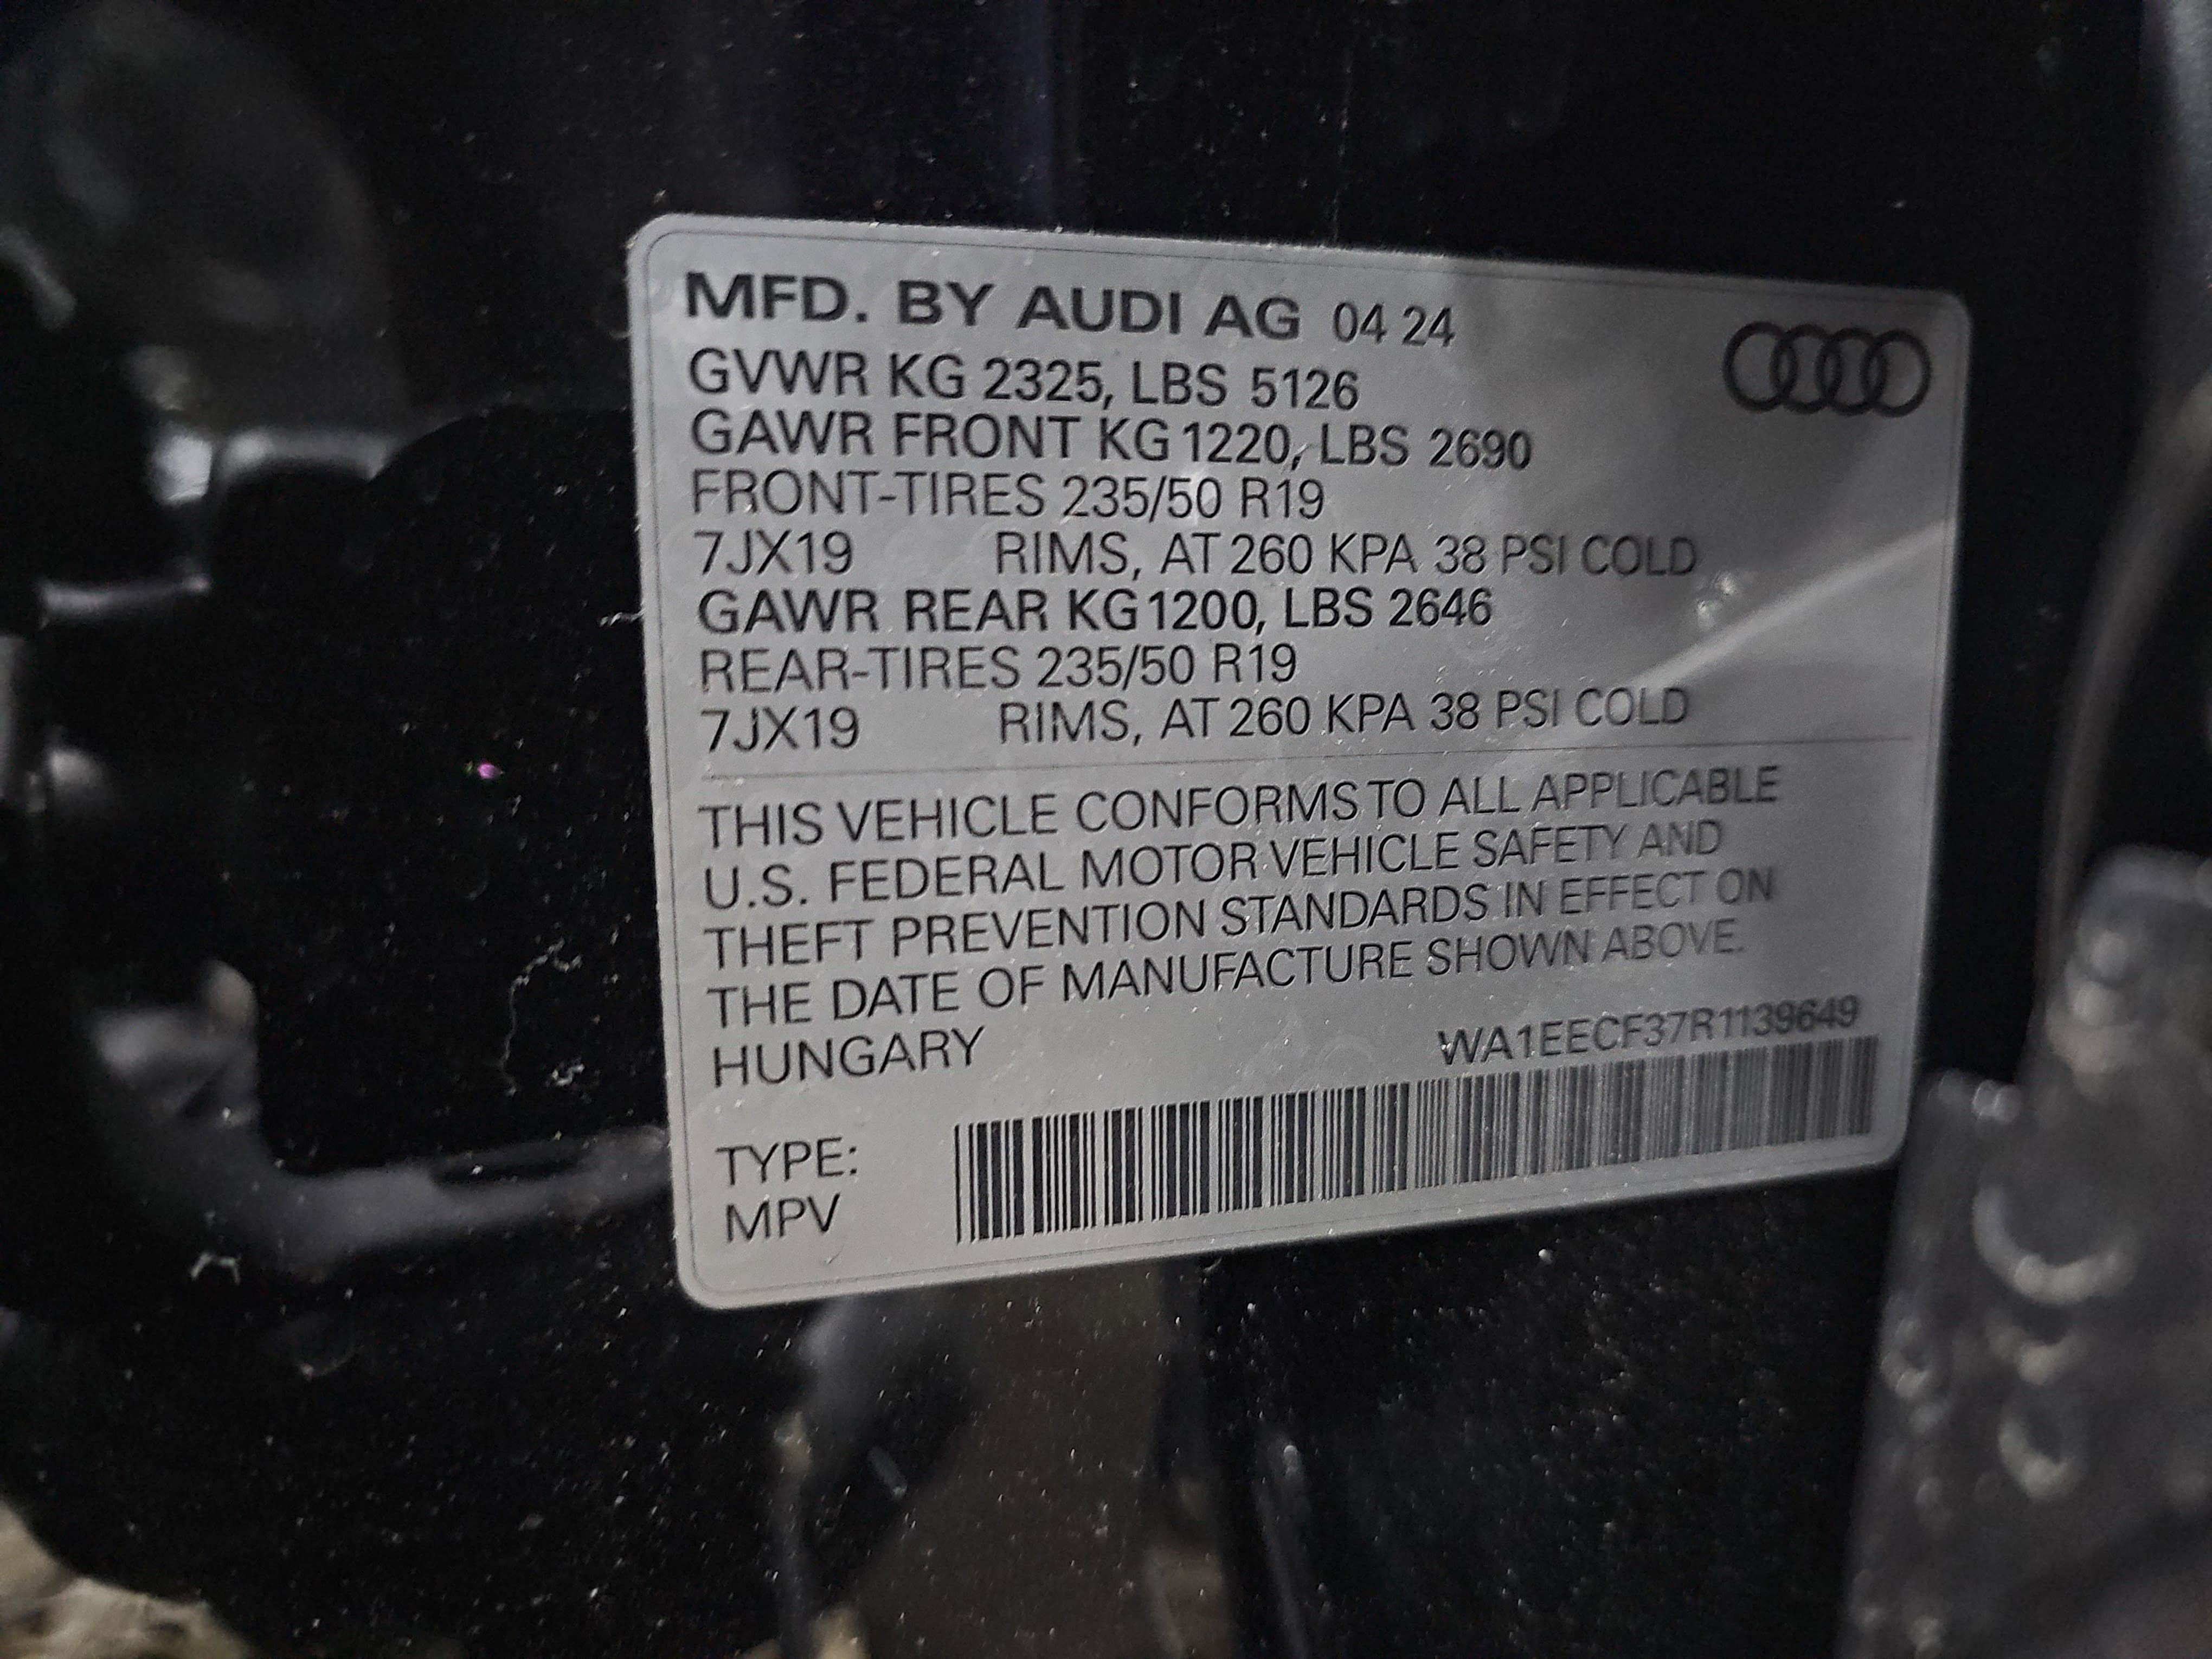 MFD. BY AUDI AG 04 24
GVWR KG 2325, LBS 5126
GAWR FRONT KG 1220, LBS 2690
FRONT-TIRES 235/50 R19
7JX19 RIMS, AT 260 KPA 38 PSI COLD
GAWR REAR KG 1200, LBS 2646
REAR-TIRES 235/50 R19
7JX19 RIMS, AT 260 KPA 38 PSI COLD
THIS VEHICLE CONFORMS TO ALL APPLICABLE
U.S. FEDERAL MOTOR VEHICLE SAFETY AND
THEFT PREVENTION STANDARDS IN EFFECT ON
THE DATE OF MANUFACTURE SHOWN ABOVE.
HUNGARY WA1EECF37R1139649
TYPE:
MPV